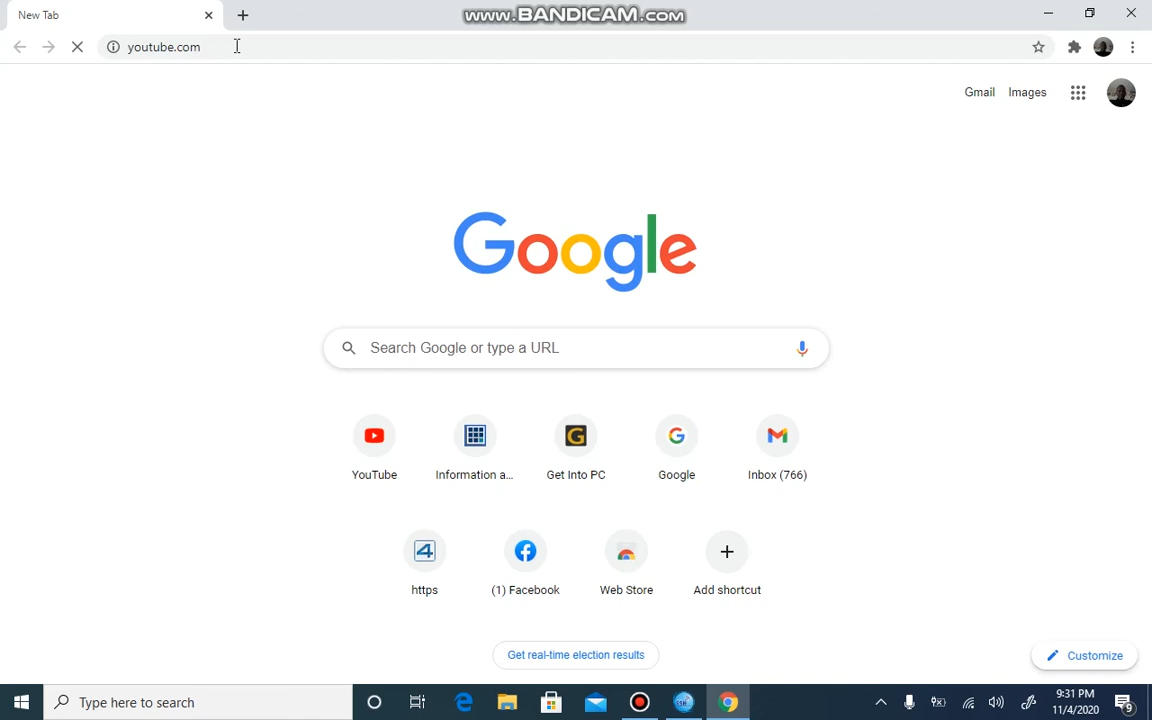 New Tab
www.BANDICAM.com
youtube.com
Gmail Images
Google
Search Google or type a URL
YouTube
Information a...
Get Into PC
Google
Inbox (766)
https
(1) Facebook
Web Store
Add shortcut
Get real-time election results
Customize
Type here to search
9:31 PM
11/4/2020
9